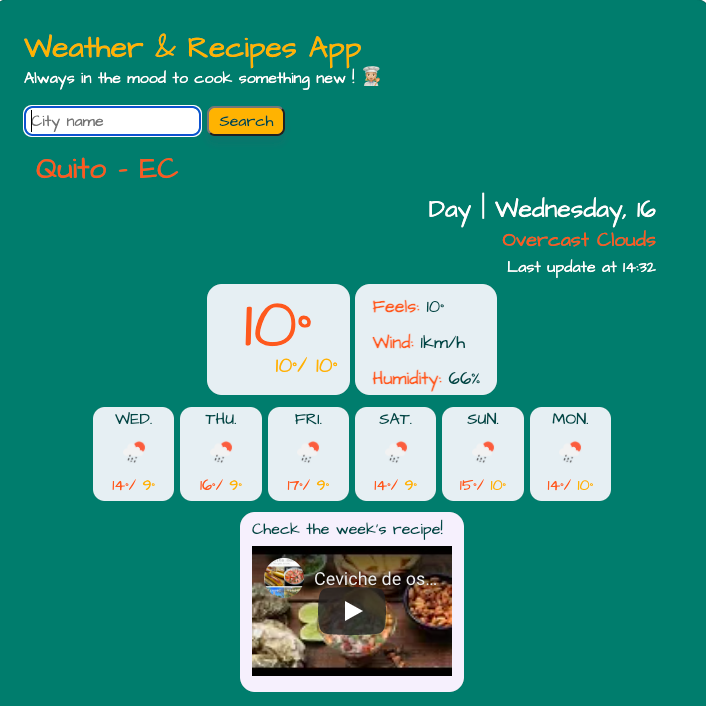 Weather & Recipes App
Always in the mood to cook something new ! 👩🏼‍🍳
City name
Search
Quito - EC
Day | Wednesday, 16
Overcast Clouds
Last update at 14:32
10°
10°/ 10°
Feels: 10°
Wind: 1km/h
Humidity: 66%
WED. THU. FRI. SAT. SUN. MON.
14°/ 9° 16°/ 9° 17°/ 9° 14°/ 9° 15°/ 10° 14°/ 10°
Check the week's recipe!
Ceviche de os...